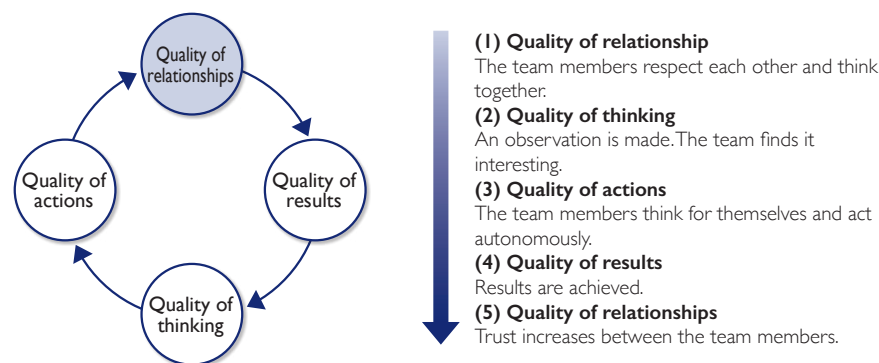 Quality of
relationships
Quality of
actions
Quality of
results
Quality of
thinking
(1) Quality of relationship
The team members respect each other and think
together.
(2) Quality of thinking
An observation is made. The team finds it
interesting.
(3) Quality of actions
The team members think for themselves and act
autonomously.
(4) Quality of results
Results are achieved.
(5) Quality of relationships
Trust increases between the team members.